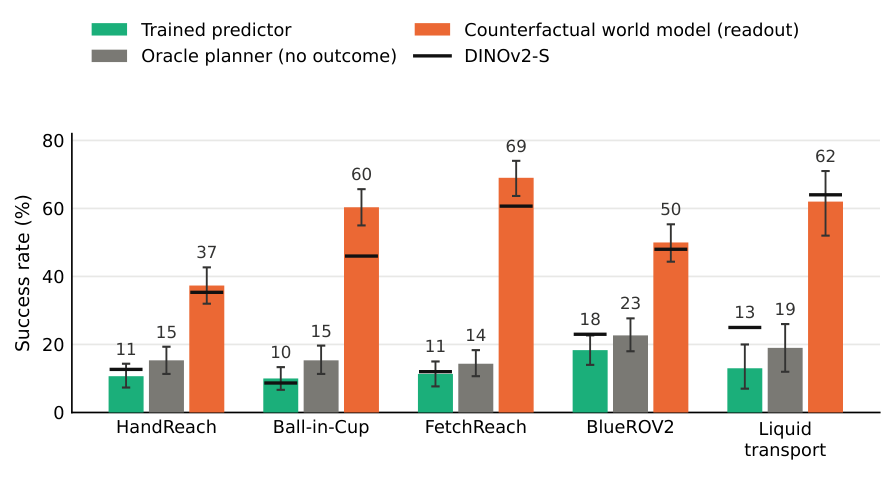 Trained predictor
Oracle planner (no outcome)
Counterfactual world model (readout)
DINOv2-S
Success rate (%)
80
60
40
20
0
11
15
37
10
15
60
11
14
69
18
23
50
13
19
62
HandReach
Ball-in-Cup
FetchReach
BlueROV2
Liquid
transport